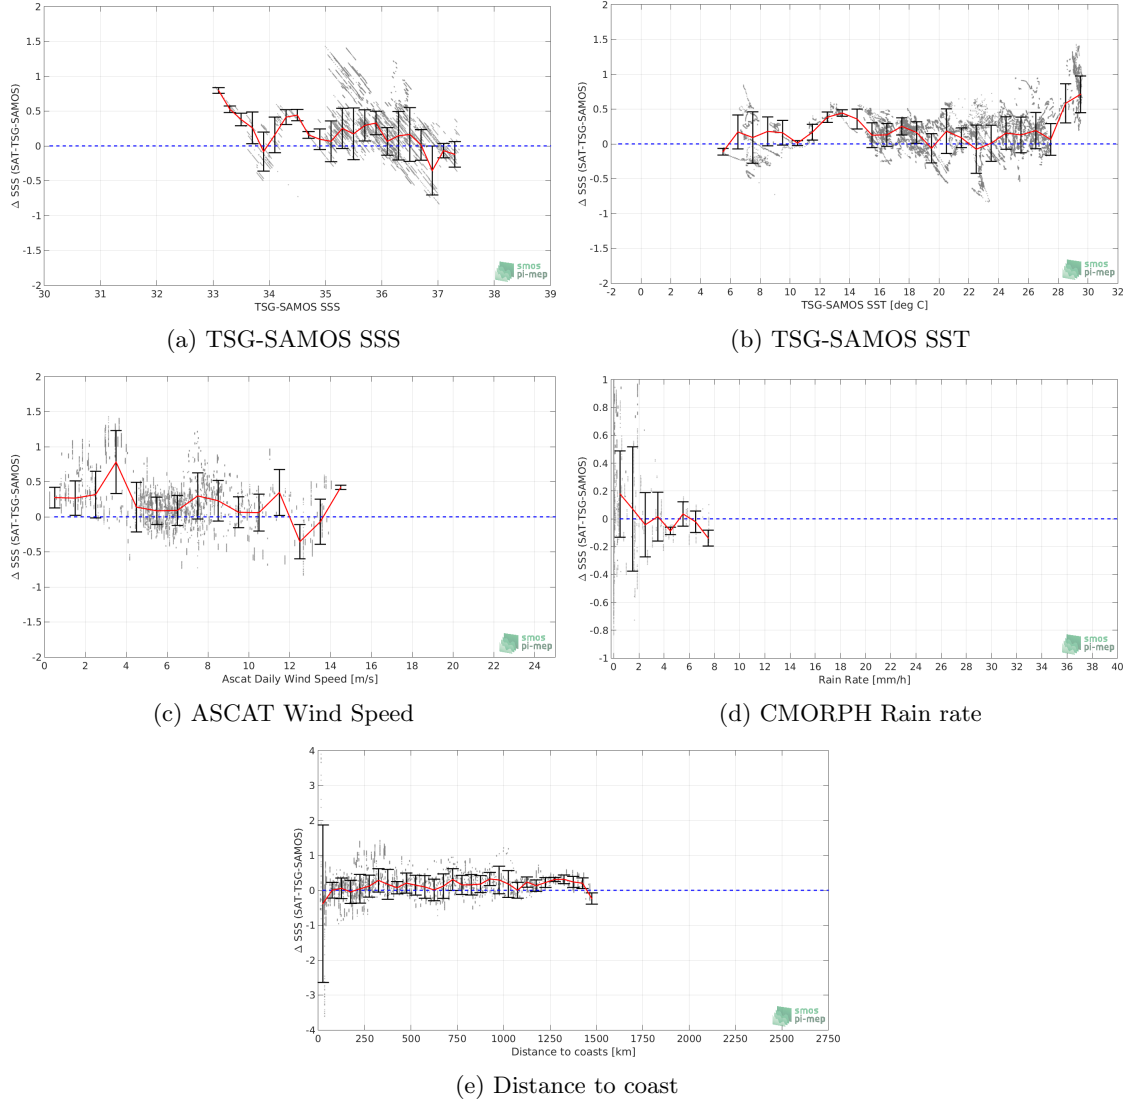 2
1.5
1
0.5
0
-0.5
-1
-1.5
-2
Δ SSS (SAT-TSG-SAMOS)
30 31 32 33 34 35 36 37 38 39
TSG-SAMOS SSS
smos
pi-mep
(a) TSG-SAMOS SSS
2
1.5
1
0.5
0
-0.5
-1
-1.5
-2
Δ SSS (SAT-TSG-SAMOS)
-2 0 2 4 6 8 10 12 14 16 18 20 22 24 26 28 30 32
TSG-SAMOS SST [deg C]
smos
pi-mep
(b) TSG-SAMOS SST
2
1.5
1
0.5
0
-0.5
-1
-1.5
-2
Δ SSS (SAT-TSG-SAMOS)
0 2 4 6 8 10 12 14 16 18 20 22 24
Ascat Daily Wind Speed [m/s]
smos
pi-mep
(c) ASCAT Wind Speed
1
0.8
0.6
0.4
0.2
0
-0.2
-0.4
-0.6
-0.8
-1
Δ SSS (SAT-TSG-SAMOS)
0 2 4 6 8 10 12 14 16 18 20 22 24 26 28 30 32 34 36 38 40
Rain Rate [mm/h]
smos
pi-mep
(d) CMORPH Rain rate
4
3
2
1
0
-1
-2
-3
-4
Δ SSS (SAT-TSG-SAMOS)
0 250 500 750 1000 1250 1500 1750 2000 2250 2500 2750
Distance to coasts [km]
smos
pi-mep
(e) Distance to coast